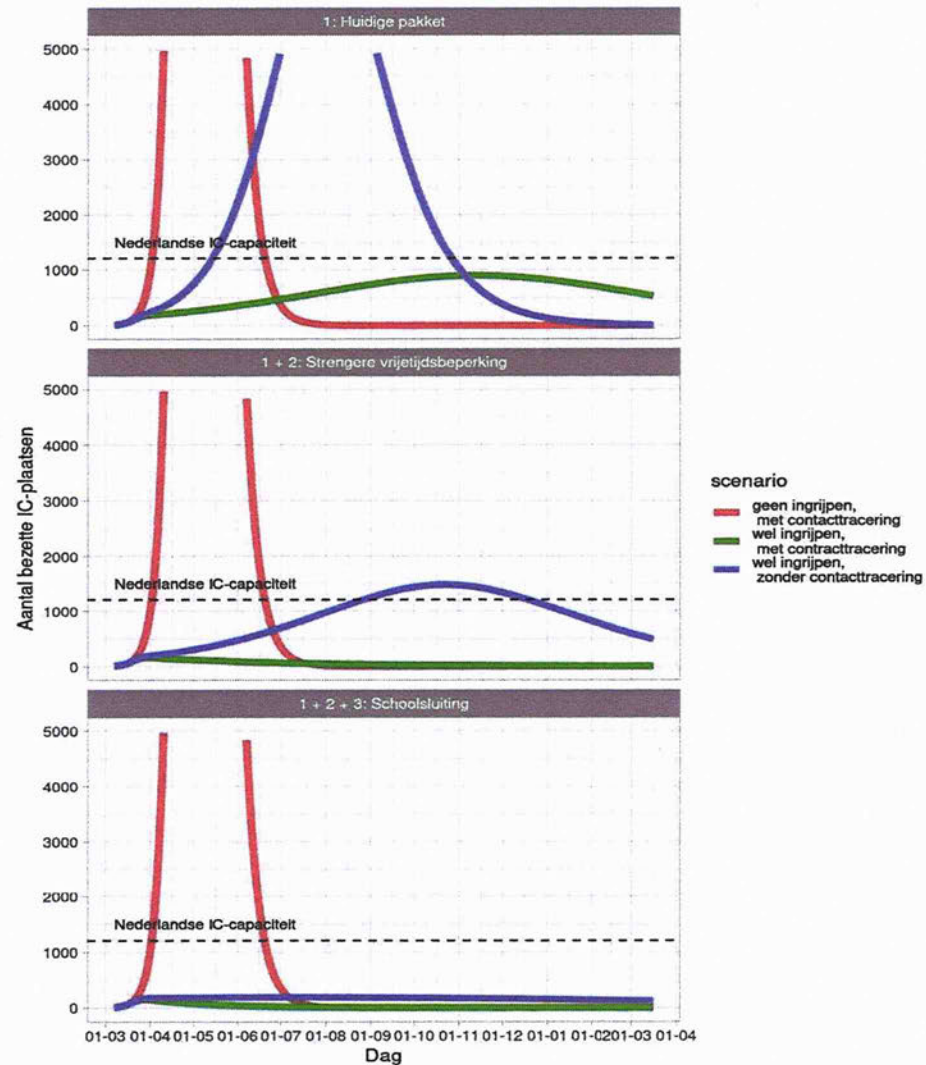 1: Huidige pakket
5000
4000
3000
2000
Nederlandse IC-capaciteit
1000
0
1 + 2: Strengere vrijetijdsbeperking
5000
4000
3000
2000
Nederlandse IC-capaciteit
1000
0
1 + 2 + 3: Schoolsluiting
5000
4000
3000
2000
Nederlandse IC-capaciteit
1000
0
01-03 01-04 01-05 01-06 01-07 01-08 01-09 01-10 01-11 01-12 01-01 01-02 01-03 01-04
Dag
Aantal bezette IC-plaatsen
scenario
geen ingrijpen,
met contacttracering
wel ingrijpen,
met contracttracering
wel ingrijpen,
zonder contacttracering